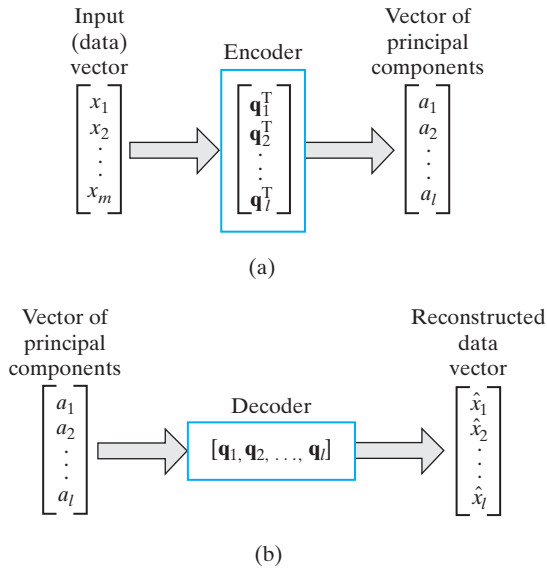 Input
(data)
vector
x₁
x₂
.
.
.
xₘ
Encoder
q₁ᵀ
q₂ᵀ
.
.
.
qₗᵀ
Vector of
principal
components
a₁
a₂
.
.
.
aₗ
(a)
Vector of
principal
components
a₁
a₂
.
.
.
aₗ
Decoder
[q₁, q₂, . . ., qₗ]
Reconstructed
data
vector
x̂₁
x̂₂
.
.
.
x̂ₗ
(b)